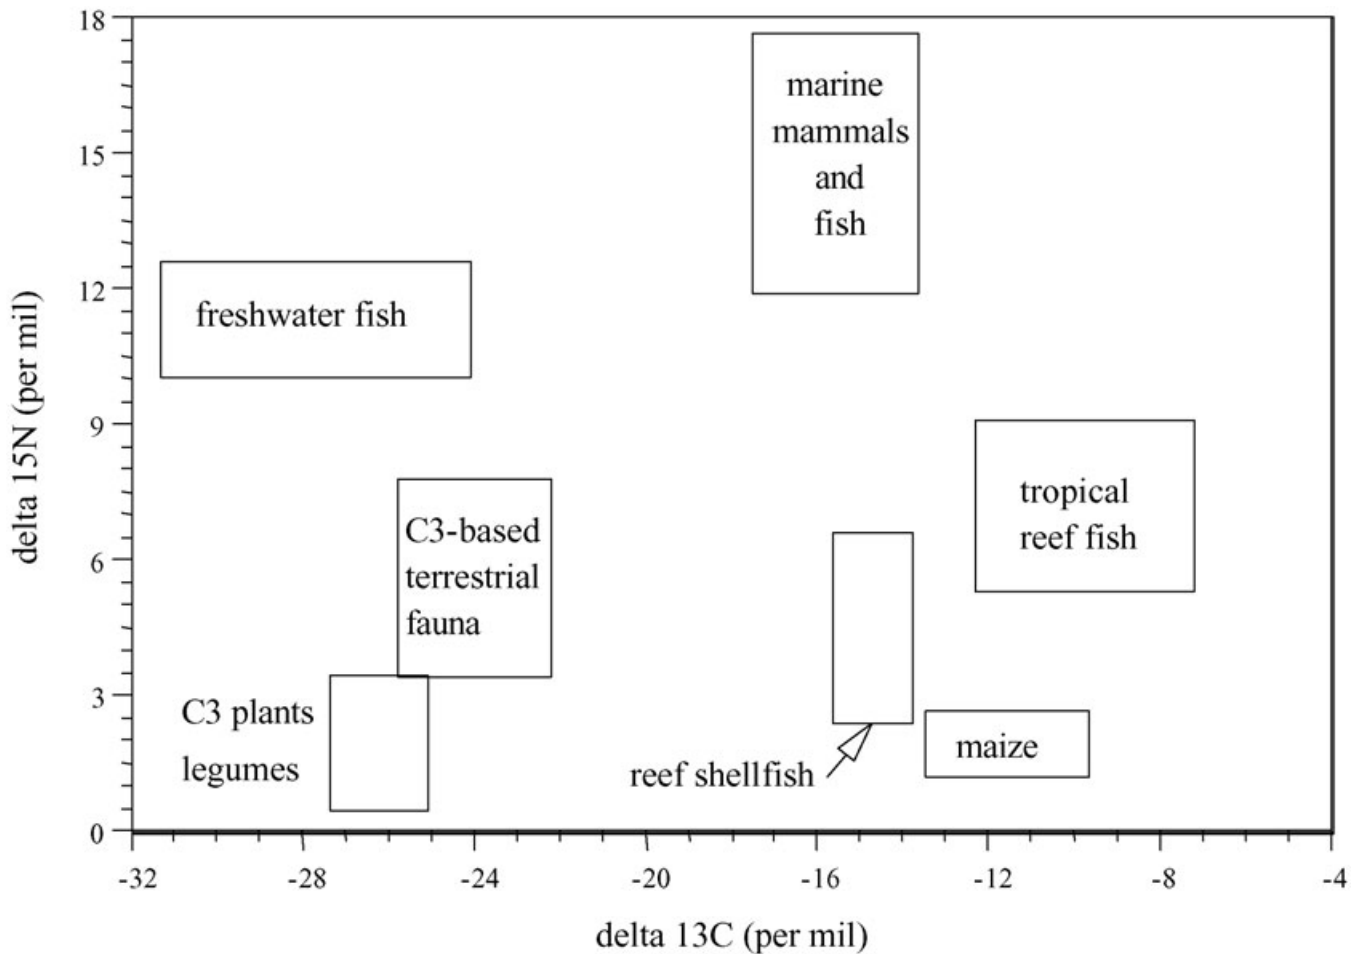 18
15
12
9
6
3
0
delta 15N (per mil)
marine
mammals
and
fish
freshwater fish
C3-based
terrestrial
fauna
tropical
reef fish
C3 plants
legumes
reef shellfish
maize
-32
-28
-24
-20
-16
-12
-8
-4
delta 13C (per mil)